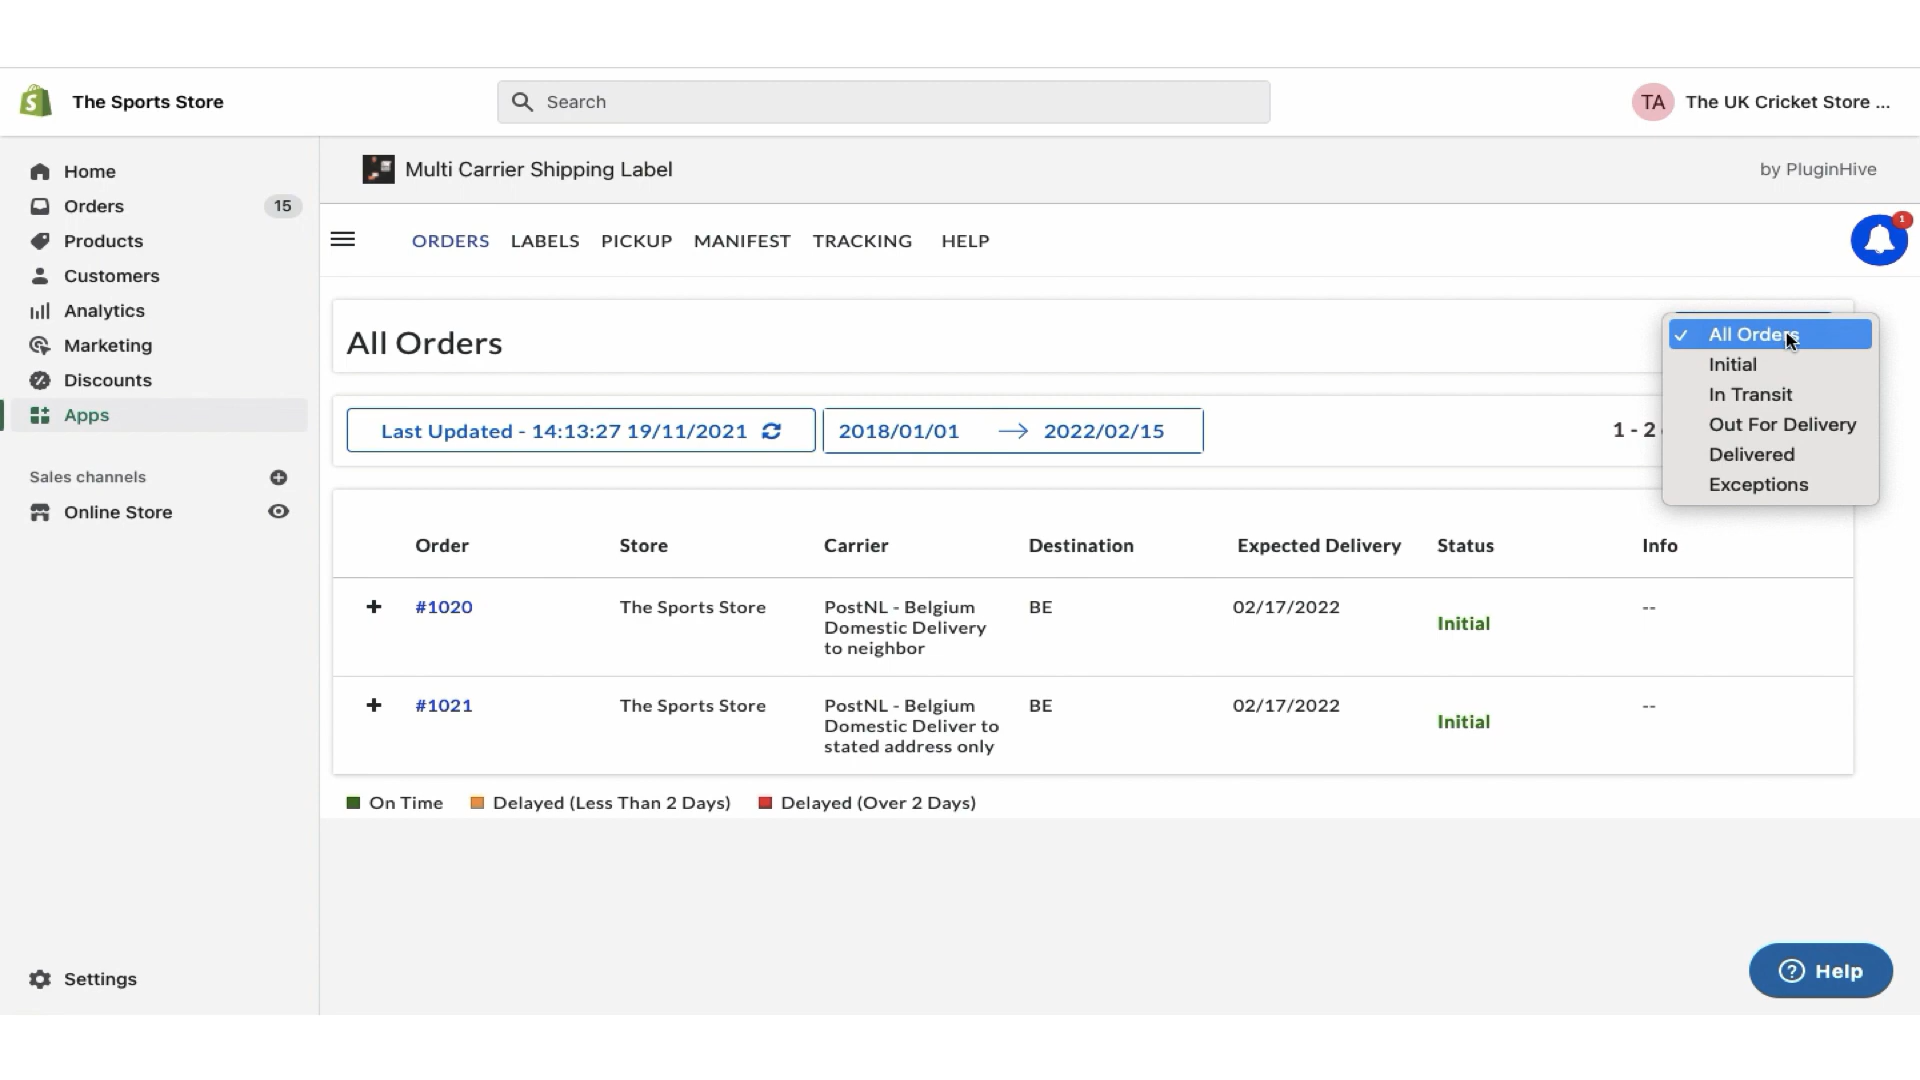 The Sports Store
Search
TA
The UK Cricket Store ...
Home
Orders
15
Products
Customers
Analytics
Marketing
Discounts
Apps
Sales channels
Online Store
Settings
Multi Carrier Shipping Label
by PluginHive
ORDERS LABELS PICKUP MANIFEST TRACKING HELP
1
All Orders
All Orders
Initial
In Transit
Out For Delivery
Delivered
Exceptions
Last Updated - 14:13:27 19/11/2021
2018/01/01 → 2022/02/15
1 - 2
Order Store Carrier Destination Expected Delivery Status Info
#1020 The Sports Store PostNL - Belgium BE 02/17/2022 Initial --
Domestic Delivery
to neighbor
#1021 The Sports Store PostNL - Belgium BE 02/17/2022 Initial --
Domestic Deliver to
stated address only
On Time Delayed (Less Than 2 Days) Delayed (Over 2 Days)
Help